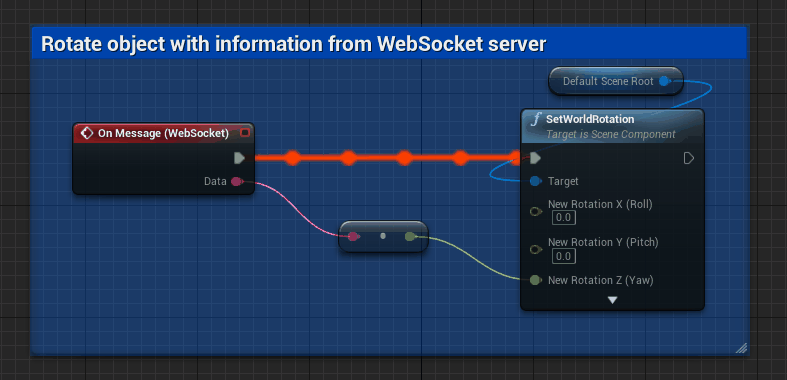 Rotate object with information from WebSocket server
Default Scene Root
On Message (WebSocket)
Data
f SetWorldRotation
Target is Scene Component
Target
New Rotation X (Roll)
0.0
New Rotation Y (Pitch)
0.0
New Rotation Z (Yaw)